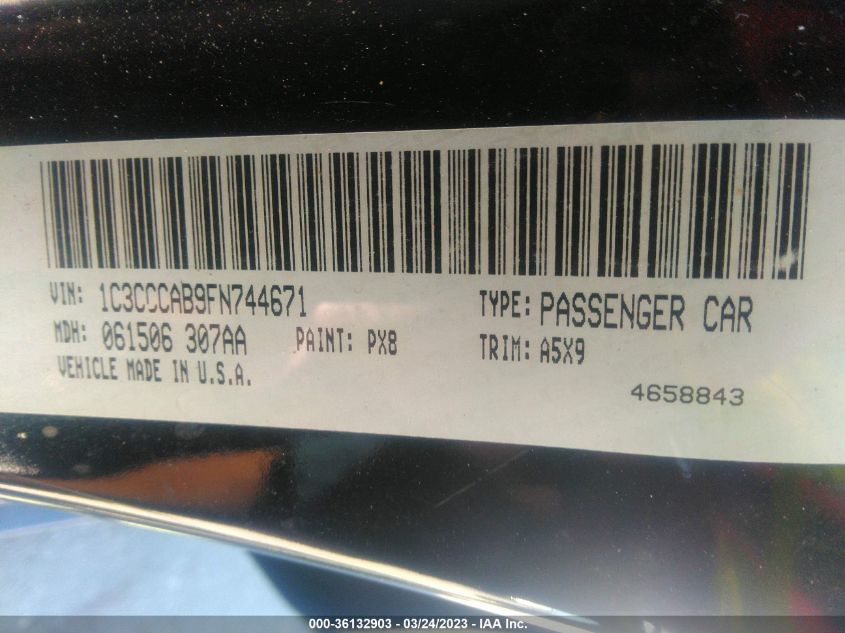 VIN: 1C3CCCAB9FN744671 TYPE: PASSENGER CAR
MDH: 061506 307AA PAINT: PX8 TRIM: A5X9
VEHICLE MADE IN U.S.A.
4658843
000-36132903 - 03/24/2023 - IAA Inc.